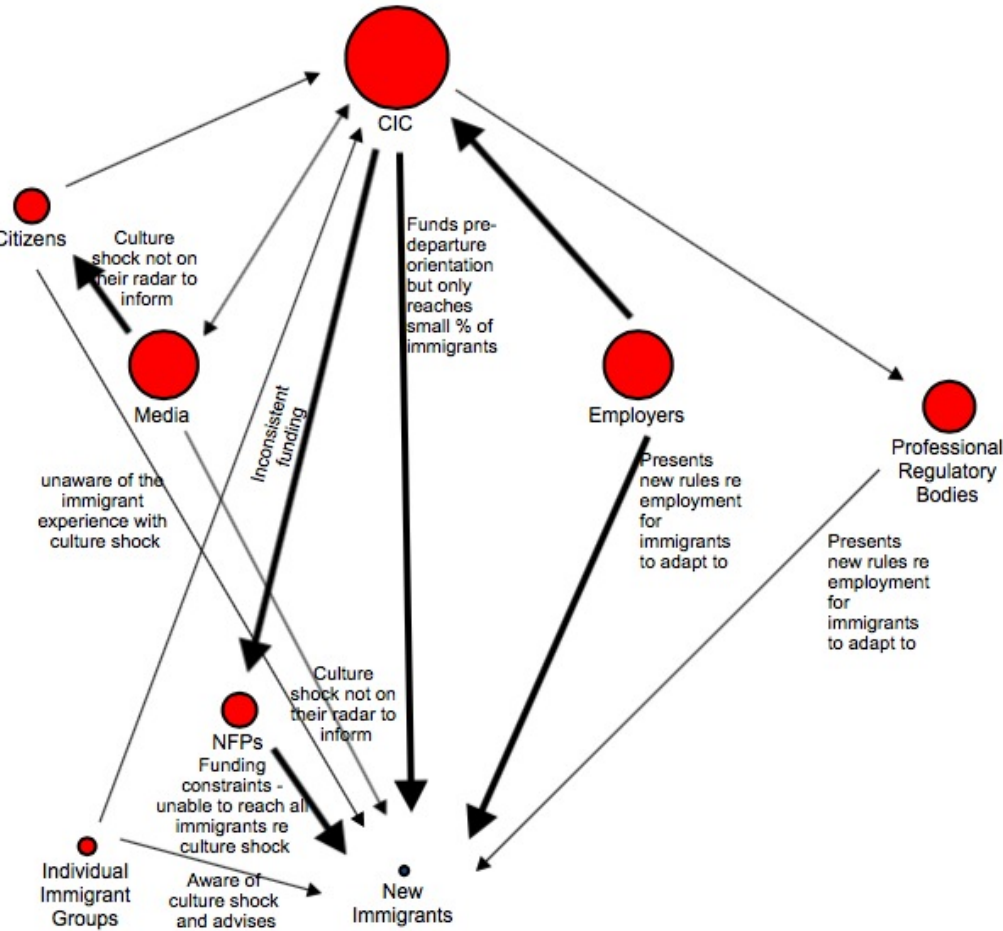 CIC
Citizens
Culture
shock not on
their radar to
inform
Funds pre-
departure
orientation
but only
reaches
small % of
immigrants
Media
Employers
Professional
Regulatory
Bodies
Inconsistent
funding
Presents
new rules re
employment
for
immigrants
to adapt to
unaware of the
immigrant
experience with
culture shock
Presents
new rules re
employment
for
immigrants
to adapt to
Culture
shock not on
their radar to
inform
NFPs
Funding
constraints -
unable to reach all
immigrants re
culture shock
Individual
Immigrant
Groups
Aware of
culture shock
and advises
New
Immigrants